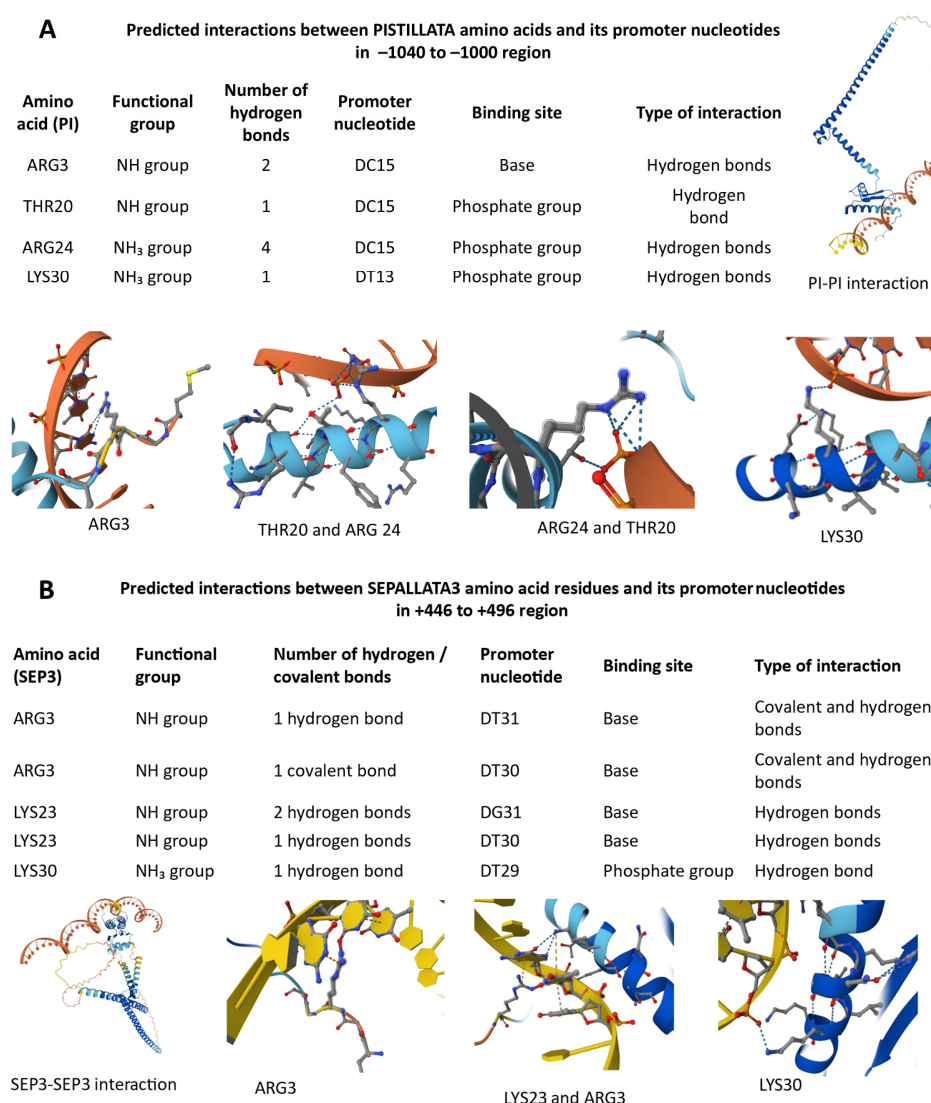 A
Predicted interactions between PISTILLATA amino acids and its promoter nucleotides
in –1040 to –1000 region
Amino acid (PI) Functional group Number of hydrogen bonds Promoter nucleotide Binding site Type of interaction
ARG3 NH group 2 DC15 Base Hydrogen bonds
THR20 NH group 1 DC15 Phosphate group Hydrogen bond
ARG24 NH₃ group 4 DC15 Phosphate group Hydrogen bonds
LYS30 NH₃ group 1 DT13 Phosphate group Hydrogen bonds
PI-PI interaction
ARG3
THR20 and ARG 24
ARG24 and THR20
LYS30
B
Predicted interactions between SEPALLATA3 amino acid residues and its promoter nucleotides
in +446 to +496 region
Amino acid (SEP3) Functional group Number of hydrogen / covalent bonds Promoter nucleotide Binding site Type of interaction
ARG3 NH group 1 hydrogen bond DT31 Base Covalent and hydrogen bonds
ARG3 NH group 1 covalent bond DT30 Base Covalent and hydrogen bonds
LYS23 NH group 2 hydrogen bonds DG31 Base Hydrogen bonds
LYS23 NH group 1 hydrogen bonds DT30 Base Hydrogen bonds
LYS30 NH₃ group 1 hydrogen bond DT29 Phosphate group Hydrogen bond
SEP3-SEP3 interaction
ARG3
LYS23 and ARG3
LYS30